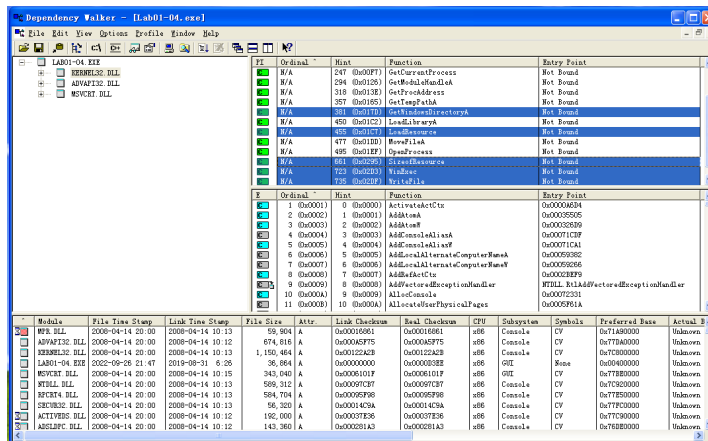 Dependency Walker - [Lab01-04.exe]
File Edit View Options Profile Window Help
LAB01-04.EXE
KERNEL32.DLL
ADVAPI32.DLL
MSVCRT.DLL
PI Ordinal ^ Hint Function Entry Point
N/A 247 (0x00F7) GetCurrentProcess Not Bound
N/A 294 (0x0126) GetModuleHandleA Not Bound
N/A 318 (0x013E) GetProcAddress Not Bound
N/A 357 (0x0165) GetTempPathA Not Bound
N/A 381 (0x017D) GetWindowsDirectoryA Not Bound
N/A 450 (0x01C2) LoadLibraryA Not Bound
N/A 455 (0x01C7) LoadResource Not Bound
N/A 477 (0x01DD) MoveFileA Not Bound
N/A 495 (0x01EF) OpenProcess Not Bound
N/A 661 (0x0295) SizeofResource Not Bound
N/A 723 (0x02D3) WinExec Not Bound
N/A 735 (0x02DF) WriteFile Not Bound
E Ordinal ^ Hint Function Entry Point
1 (0x0001) 0 (0x0000) ActivateActCtx 0x0000A6D4
2 (0x0002) 1 (0x0001) AddAtomA 0x00035505
3 (0x0003) 2 (0x0002) AddAtomW 0x000326D9
4 (0x0004) 3 (0x0003) AddConsoleAliasA 0x00071CDF
5 (0x0005) 4 (0x0004) AddConsoleAliasW 0x00071CA1
6 (0x0006) 5 (0x0005) AddLocalAlternateComputerNameA 0x00059382
7 (0x0007) 6 (0x0006) AddLocalAlternateComputerNameW 0x00059266
8 (0x0008) 7 (0x0007) AddRefActCtx 0x0002BEF9
9 (0x0009) 8 (0x0008) AddVectoredExceptionHandler NTDLL.RtlAddVectoredExceptionHandler
10 (0x000A) 9 (0x0009) AllocConsole 0x00072331
11 (0x000B) 10 (0x000A) AllocateUserPhysicalPages 0x0005F61A
^ Module File Time Stamp Link Time Stamp File Size Attr. Link Checksum Real Checksum CPU Subsystem Symbols Preferred Base Actual B
MPR.DLL 2008-04-14 20:00 2008-04-14 10:13 59,904 A 0x00016861 0x00016861 x86 Console CV 0x71A90000 Unknown
ADVAPI32.DLL 2008-04-14 20:00 2008-04-14 10:12 674,816 A 0x000A5F75 0x000A5F75 x86 Console CV 0x77DA0000 Unknown
KERNEL32.DLL 2008-04-14 20:00 2008-04-14 10:13 1,150,464 A 0x00122A2B 0x00122A2B x86 Console CV 0x7C800000 Unknown
LAB01-04.EXE 2022-09-26 21:47 2019-08-31 6:26 36,864 A 0x00000000 0x0000D3EE x86 GUI None 0x00400000 Unknown
MSVCRT.DLL 2008-04-14 20:00 2008-04-14 10:15 343,040 A 0x0006101F 0x0006101F x86 GUI CV 0x77BE0000 Unknown
NTDLL.DLL 2008-04-14 20:00 2008-04-14 10:13 589,312 A 0x00097CB7 0x00097CB7 x86 Console CV 0x7C920000 Unknown
RPCRT4.DLL 2008-04-14 20:00 2008-04-14 10:13 584,704 A 0x00095F98 0x00095F98 x86 Console CV 0x77E50000 Unknown
SECUR32.DLL 2008-04-14 20:00 2008-04-14 10:13 56,320 A 0x00014C9A 0x00014C9A x86 Console CV 0x77FC0000 Unknown
ACTIVEDS.DLL 2008-04-14 20:00 2008-04-14 10:12 192,000 A 0x00037E36 0x00037E36 x86 Console CV 0x77C90000 Unknown
ADSLDPC.DLL 2008-04-14 20:00 2008-04-14 10:12 143,360 A 0x000281A3 0x000281A3 x86 Console CV 0x76DE0000 Unknown